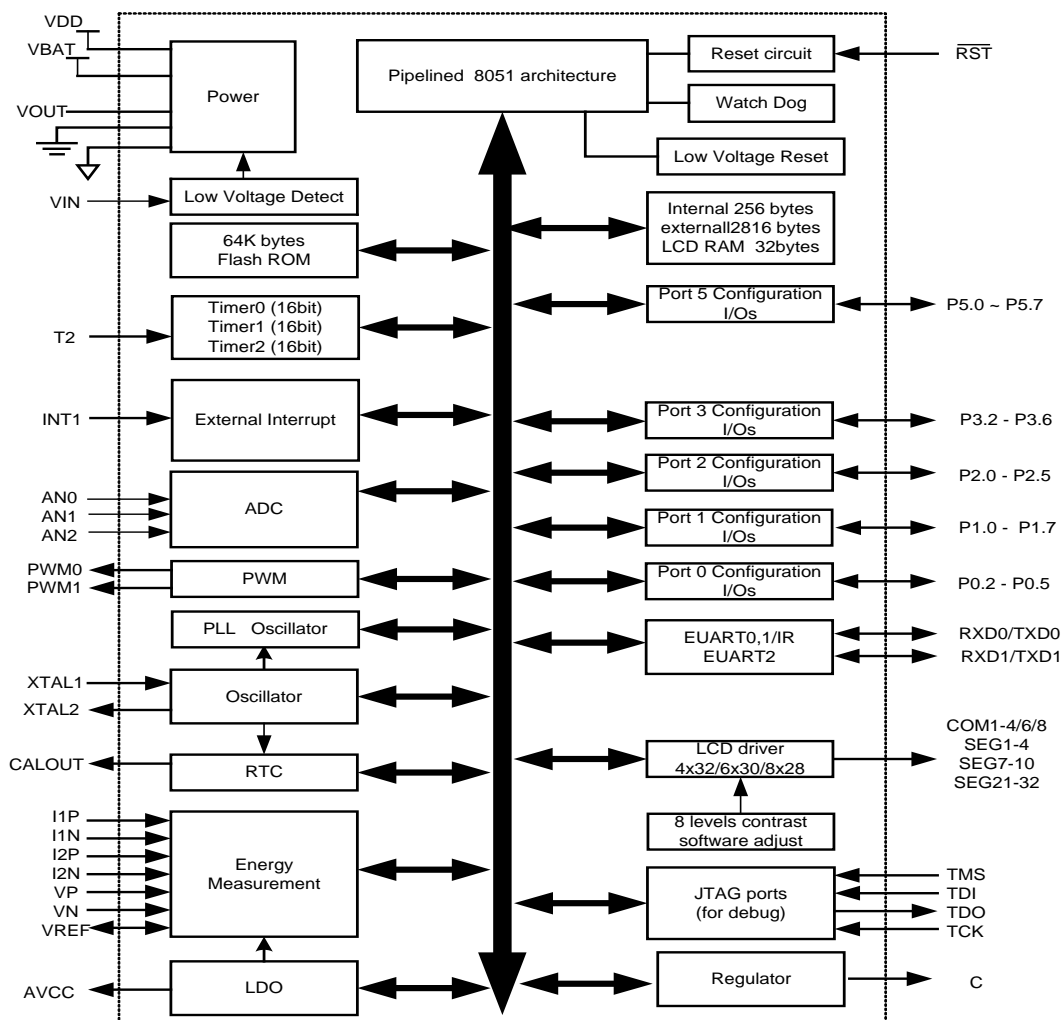 VDD
VBAT
VOUT
Power
VIN
Low Voltage Detect
64K bytes
Flash ROM
T2
Timer0 (16bit)
Timer1 (16bit)
Timer2 (16bit)
INT1
External Interrupt
AN0
AN1
AN2
ADC
PWM0
PWM1
PWM
PLL Oscillator
XTAL1
XTAL2
Oscillator
CALOUT
RTC
I1P
I1N
I2P
I2N
VP
VN
VREF
Energy
Measurement
AVCC
LDO
Pipelined 8051 architecture
Reset circuit
RST
Watch Dog
Low Voltage Reset
Internal 256 bytes
externall2816 bytes
LCD RAM 32bytes
Port 5 Configuration
I/Os
P5.0 ~ P5.7
Port 3 Configuration
I/Os
P3.2 - P3.6
Port 2 Configuration
I/Os
P2.0 - P2.5
Port 1 Configuration
I/Os
P1.0 - P1.7
Port 0 Configuration
I/Os
P0.2 - P0.5
EUART0,1/IR
EUART2
RXD0/TXD0
RXD1/TXD1
LCD driver
4x32/6x30/8x28
COM1-4/6/8
SEG1-4
SEG7-10
SEG21-32
8 levels contrast
software adjust
JTAG ports
(for debug)
TMS
TDI
TDO
TCK
Regulator
C